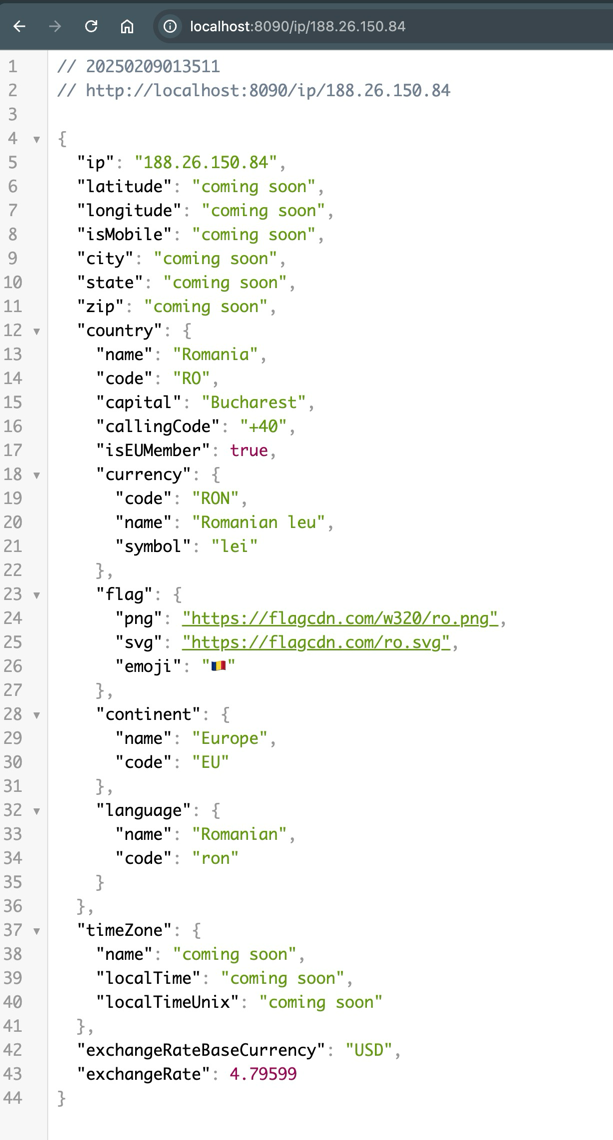 localhost:8090/ip/188.26.150.84
1 // 20250209013511
2 // http://localhost:8090/ip/188.26.150.84
3
4 {
5 "ip": "188.26.150.84",
6 "latitude": "coming soon",
7 "longitude": "coming soon",
8 "isMobile": "coming soon",
9 "city": "coming soon",
10 "state": "coming soon",
11 "zip": "coming soon",
12 "country": {
13 "name": "Romania",
14 "code": "RO",
15 "capital": "Bucharest",
16 "callingCode": "+40",
17 "isEUMember": true,
18 "currency": {
19 "code": "RON",
20 "name": "Romanian leu",
21 "symbol": "lei"
22 },
23 "flag": {
24 "png": "https://flagcdn.com/w320/ro.png",
25 "svg": "https://flagcdn.com/ro.svg",
26 "emoji": "🇷🇴"
27 },
28 "continent": {
29 "name": "Europe",
30 "code": "EU"
31 },
32 "language": {
33 "name": "Romanian",
34 "code": "ron"
35 }
36 },
37 "timeZone": {
38 "name": "coming soon",
39 "localTime": "coming soon",
40 "localTimeUnix": "coming soon"
41 },
42 "exchangeRateBaseCurrency": "USD",
43 "exchangeRate": 4.79599
44 }